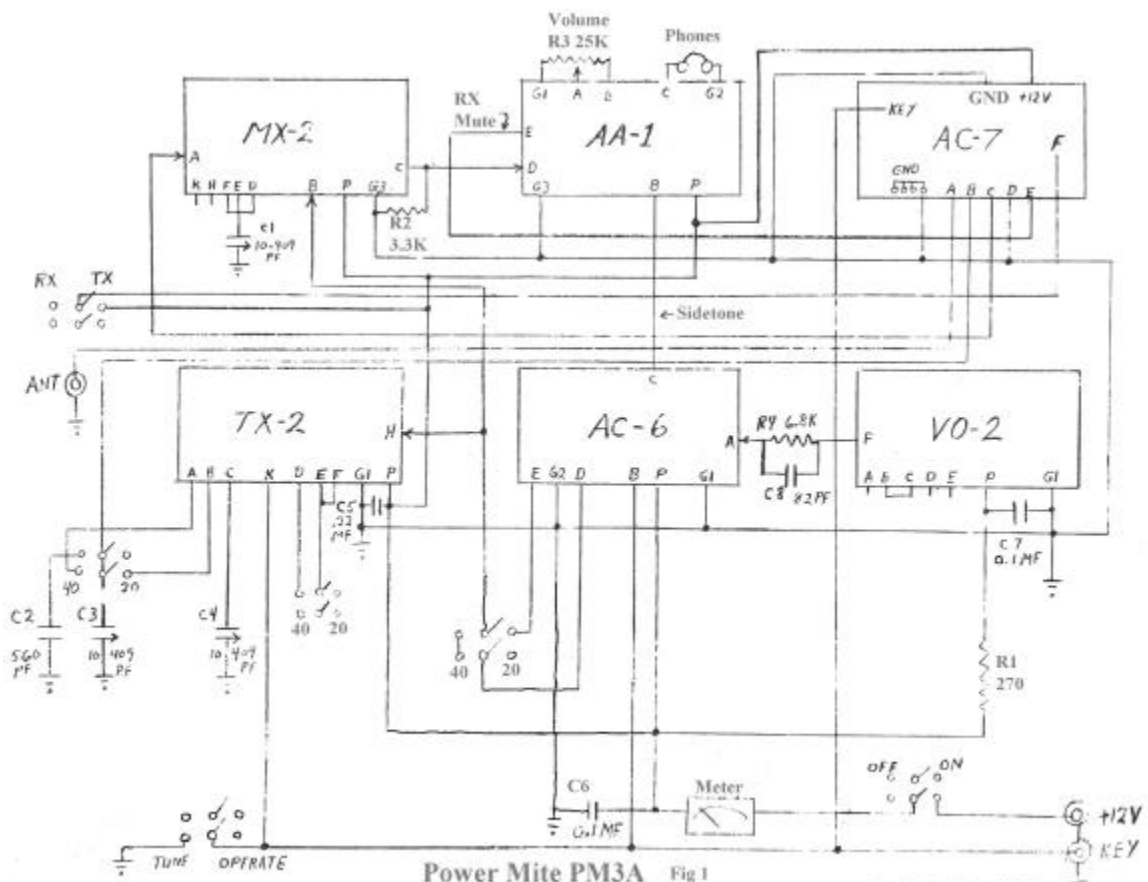 Volume
R3 25K
Phones
G1 A B C G2
GND +12V
KEY
MX-2
RX
Mute
E
AA-1
AC-7
F
A
C
D
GND
K H F E D B P G3
G3 B P
A B C D E
C1
10-409
PF
R2
3.3K
RX TX
←Sidetone
ANT
C
TX-2
H
AC-6
A
R4 6.8K
F
VO-2
A B C K D E F G1 P
E G2 D B P G1
C8 82PF
A B C D E P G1
C5
.22
MF
C7
0.1MF
40 20
C2
C3
C4
40 20
560
PF
10 409
PF
10 409
PF
40 20
R1
270
C6
Meter
OFF ON
0.1MF
+12V
TUNE OPERATE
KEY
Power Mite PM3A Fig 1